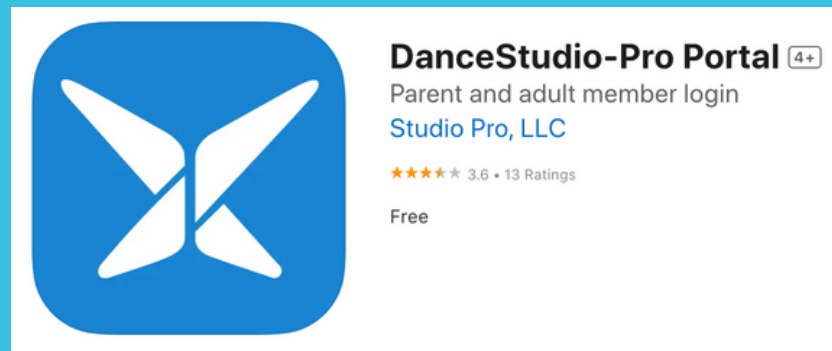 DanceStudio-Pro Portal 4+
Parent and adult member login
Studio Pro, LLC
3.6 • 13 Ratings
Free